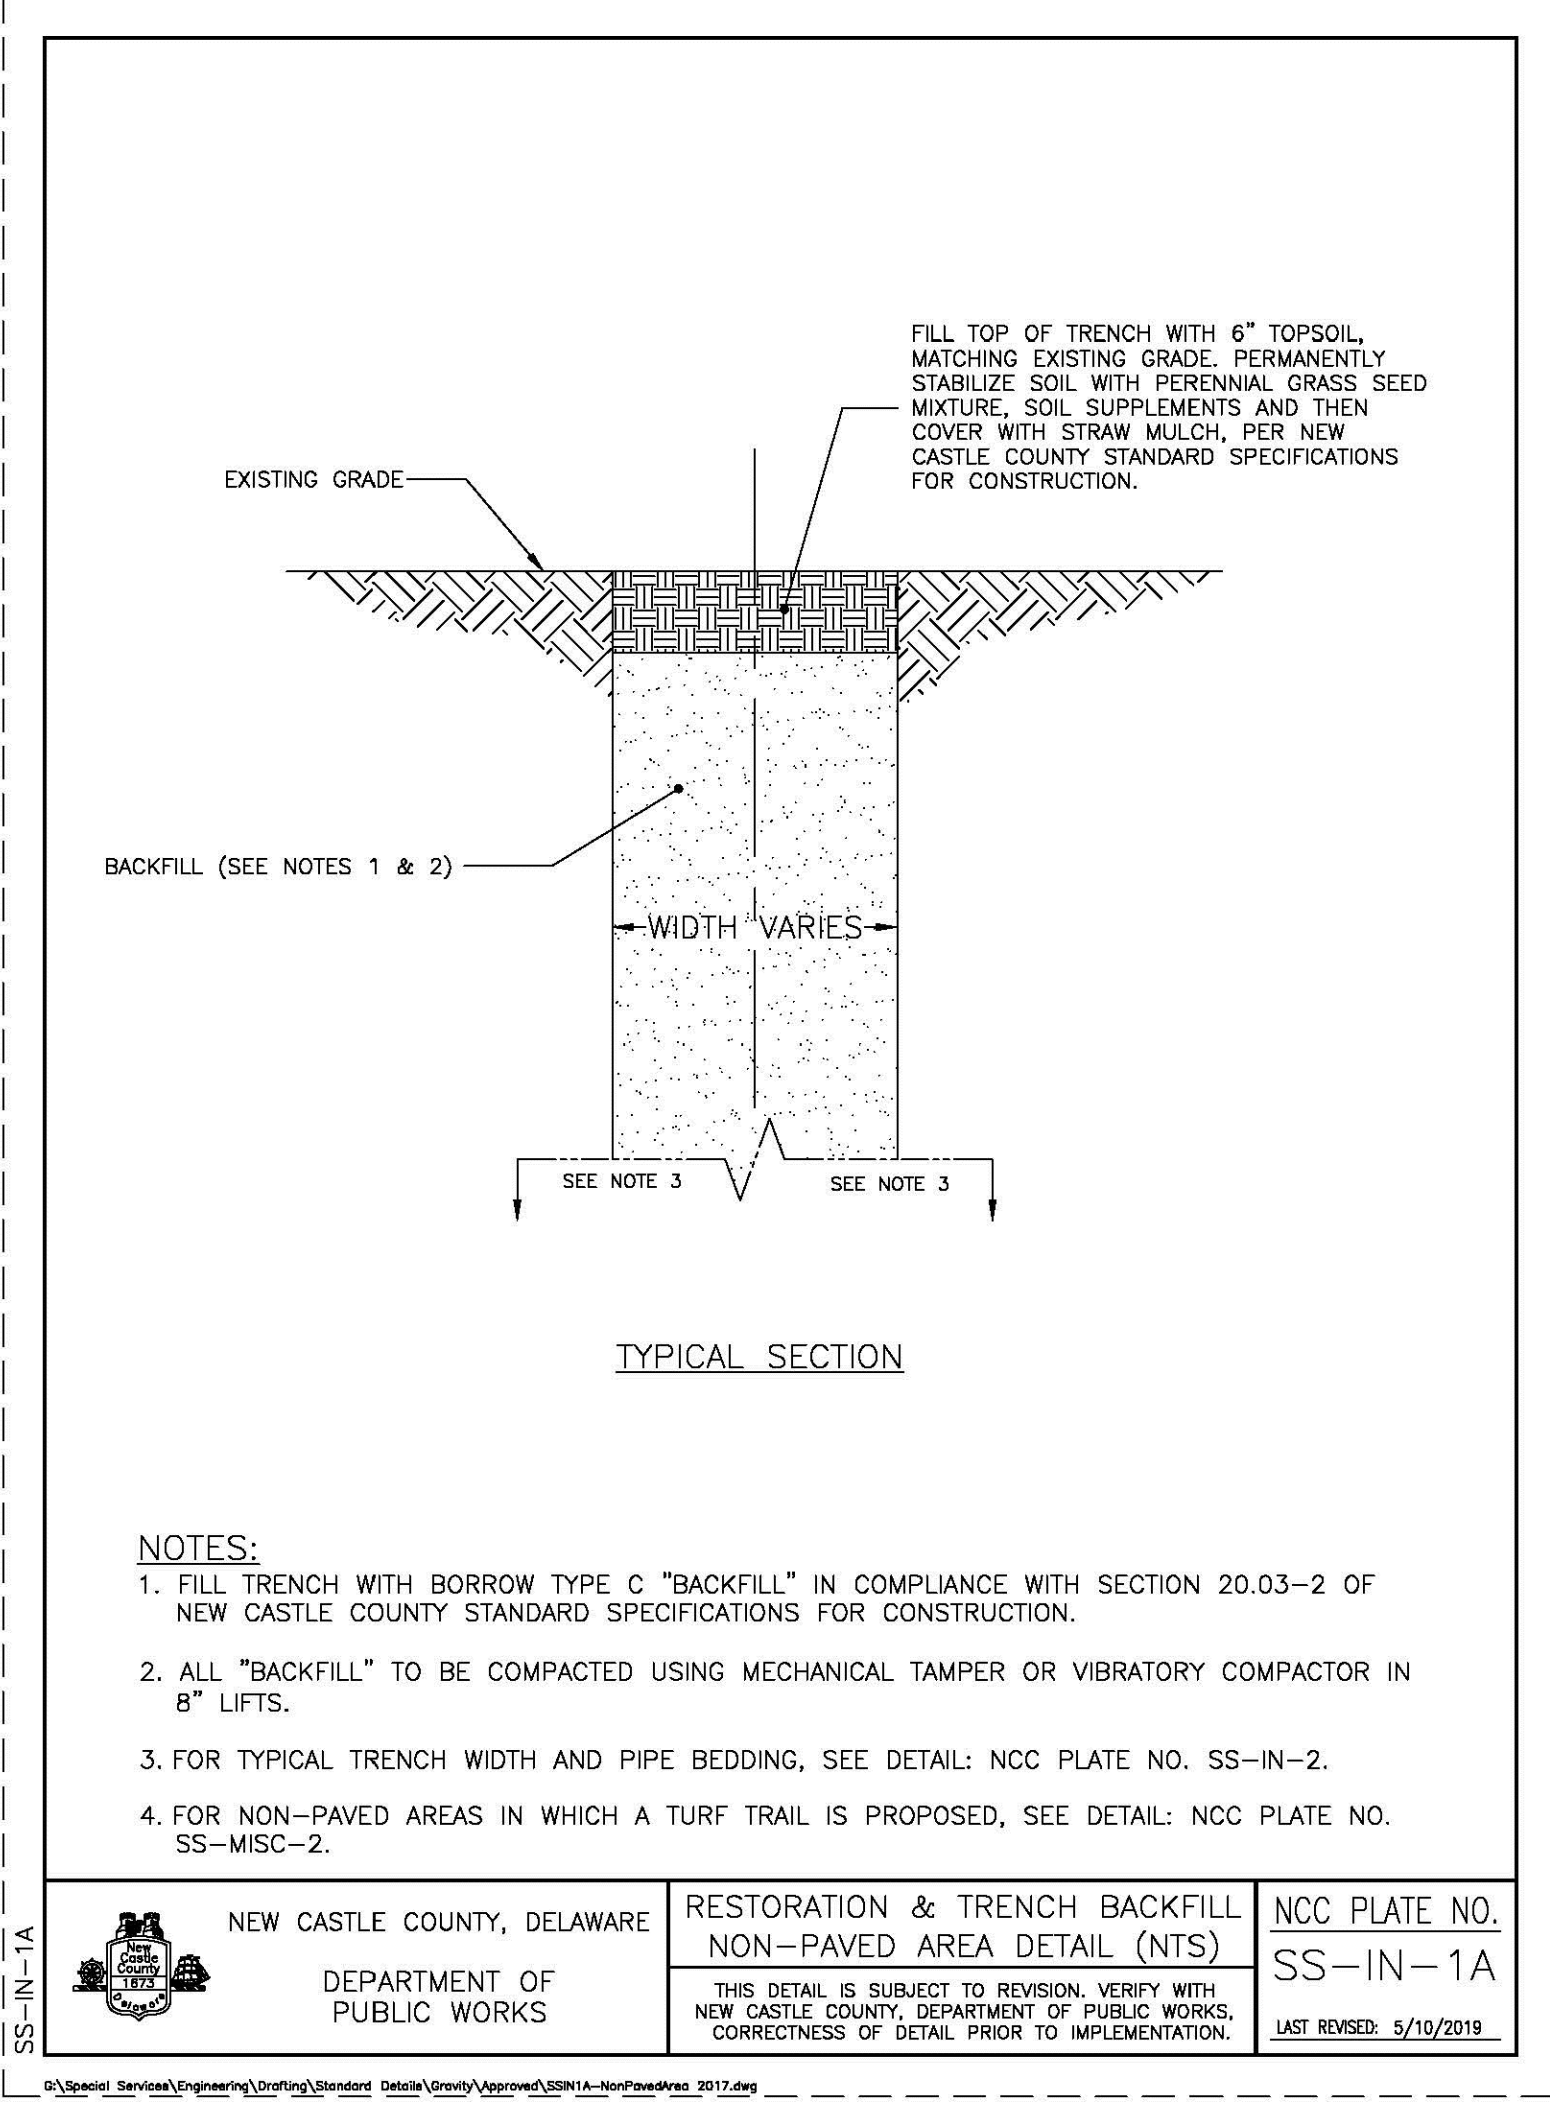 FILL TOP OF TRENCH WITH 6" TOPSOIL,
MATCHING EXISTING GRADE. PERMANENTLY
STABILIZE SOIL WITH PERENNIAL GRASS SEED
MIXTURE, SOIL SUPPLEMENTS AND THEN
COVER WITH STRAW MULCH, PER NEW
CASTLE COUNTY STANDARD SPECIFICATIONS
FOR CONSTRUCTION.
EXISTING GRADE
BACKFILL (SEE NOTES 1 & 2)
WIDTH VARIES
SEE NOTE 3
SEE NOTE 3
TYPICAL SECTION
NOTES:
1. FILL TRENCH WITH BORROW TYPE C "BACKFILL" IN COMPLIANCE WITH SECTION 20.03-2 OF
NEW CASTLE COUNTY STANDARD SPECIFICATIONS FOR CONSTRUCTION.
2. ALL "BACKFILL" TO BE COMPACTED USING MECHANICAL TAMPER OR VIBRATORY COMPACTOR IN
8" LIFTS.
3. FOR TYPICAL TRENCH WIDTH AND PIPE BEDDING, SEE DETAIL: NCC PLATE NO. SS-IN-2.
4. FOR NON-PAVED AREAS IN WHICH A TURF TRAIL IS PROPOSED, SEE DETAIL: NCC PLATE NO.
SS-MISC-2.
SS-IN-1A
New
Castle
County
1673
Delaware
NEW CASTLE COUNTY, DELAWARE
DEPARTMENT OF
PUBLIC WORKS
RESTORATION & TRENCH BACKFILL
NON-PAVED AREA DETAIL (NTS)
THIS DETAIL IS SUBJECT TO REVISION. VERIFY WITH
NEW CASTLE COUNTY, DEPARTMENT OF PUBLIC WORKS,
CORRECTNESS OF DETAIL PRIOR TO IMPLEMENTATION.
NCC PLATE NO.
SS-IN-1A
LAST REVISED: 5/10/2019
G:\Special Services\Engineering\Drafting\Standard Details\Gravity\Approved\SSIN1A-NonPavedArea 2017.dwg